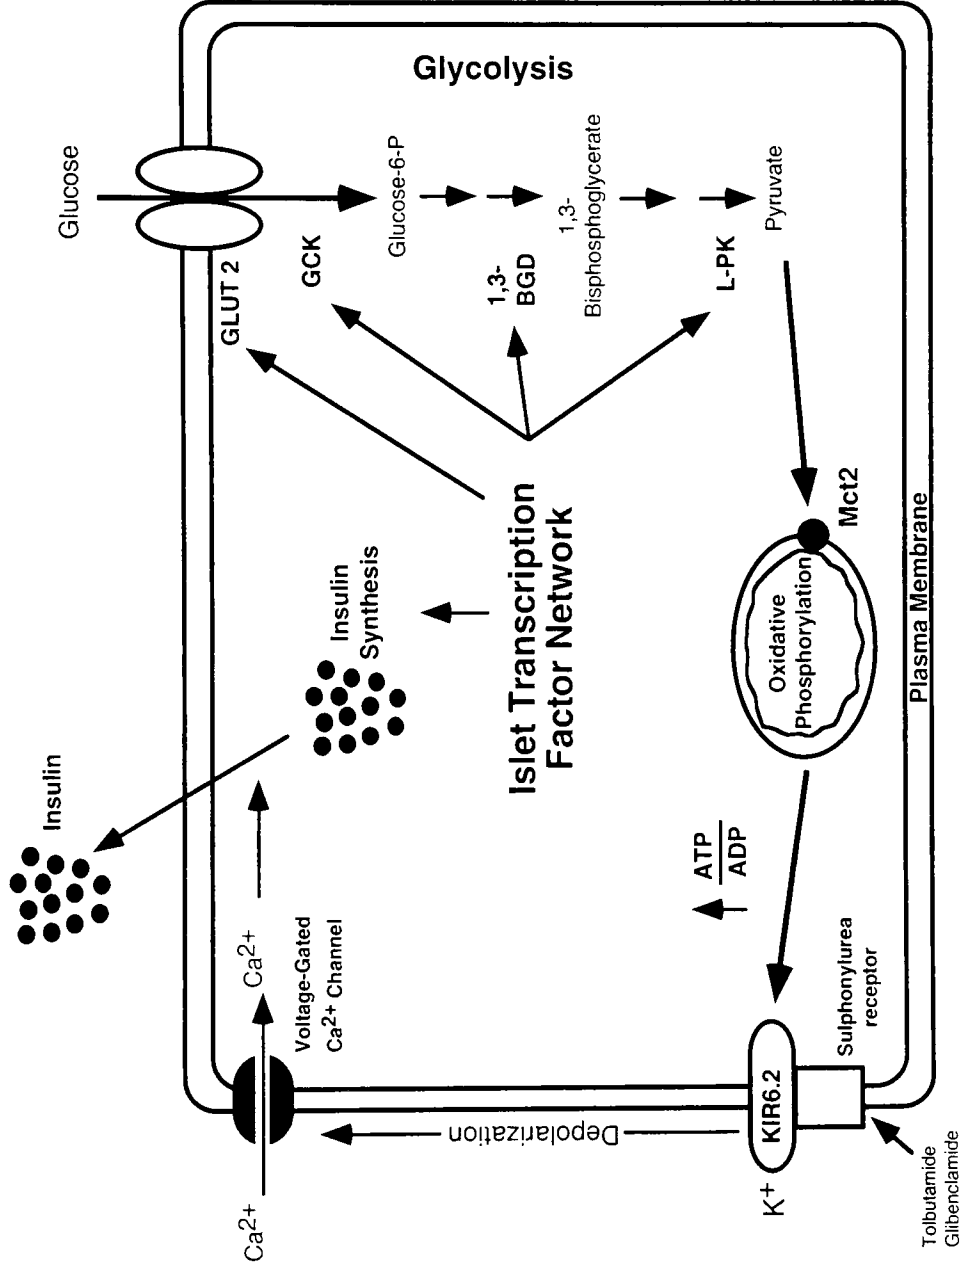 Glucose
Glycolysis
GLUT 2
GCK
Glucose-6-P
1,3-
BGD
1,3-
Bisphosphoglycerate
L-PK
Pyruvate
Insulin
Insulin
Synthesis
Islet Transcription
Factor Network
Mct2
Oxidative
Phosphorylation
Plasma Membrane
ATP
ADP
Ca2+
Ca2+
Voltage-Gated
Ca2+ Channel
Depolarization
KIR6.2
K+
Sulphonylurea
receptor
Tolbutamide
Glibenclamide